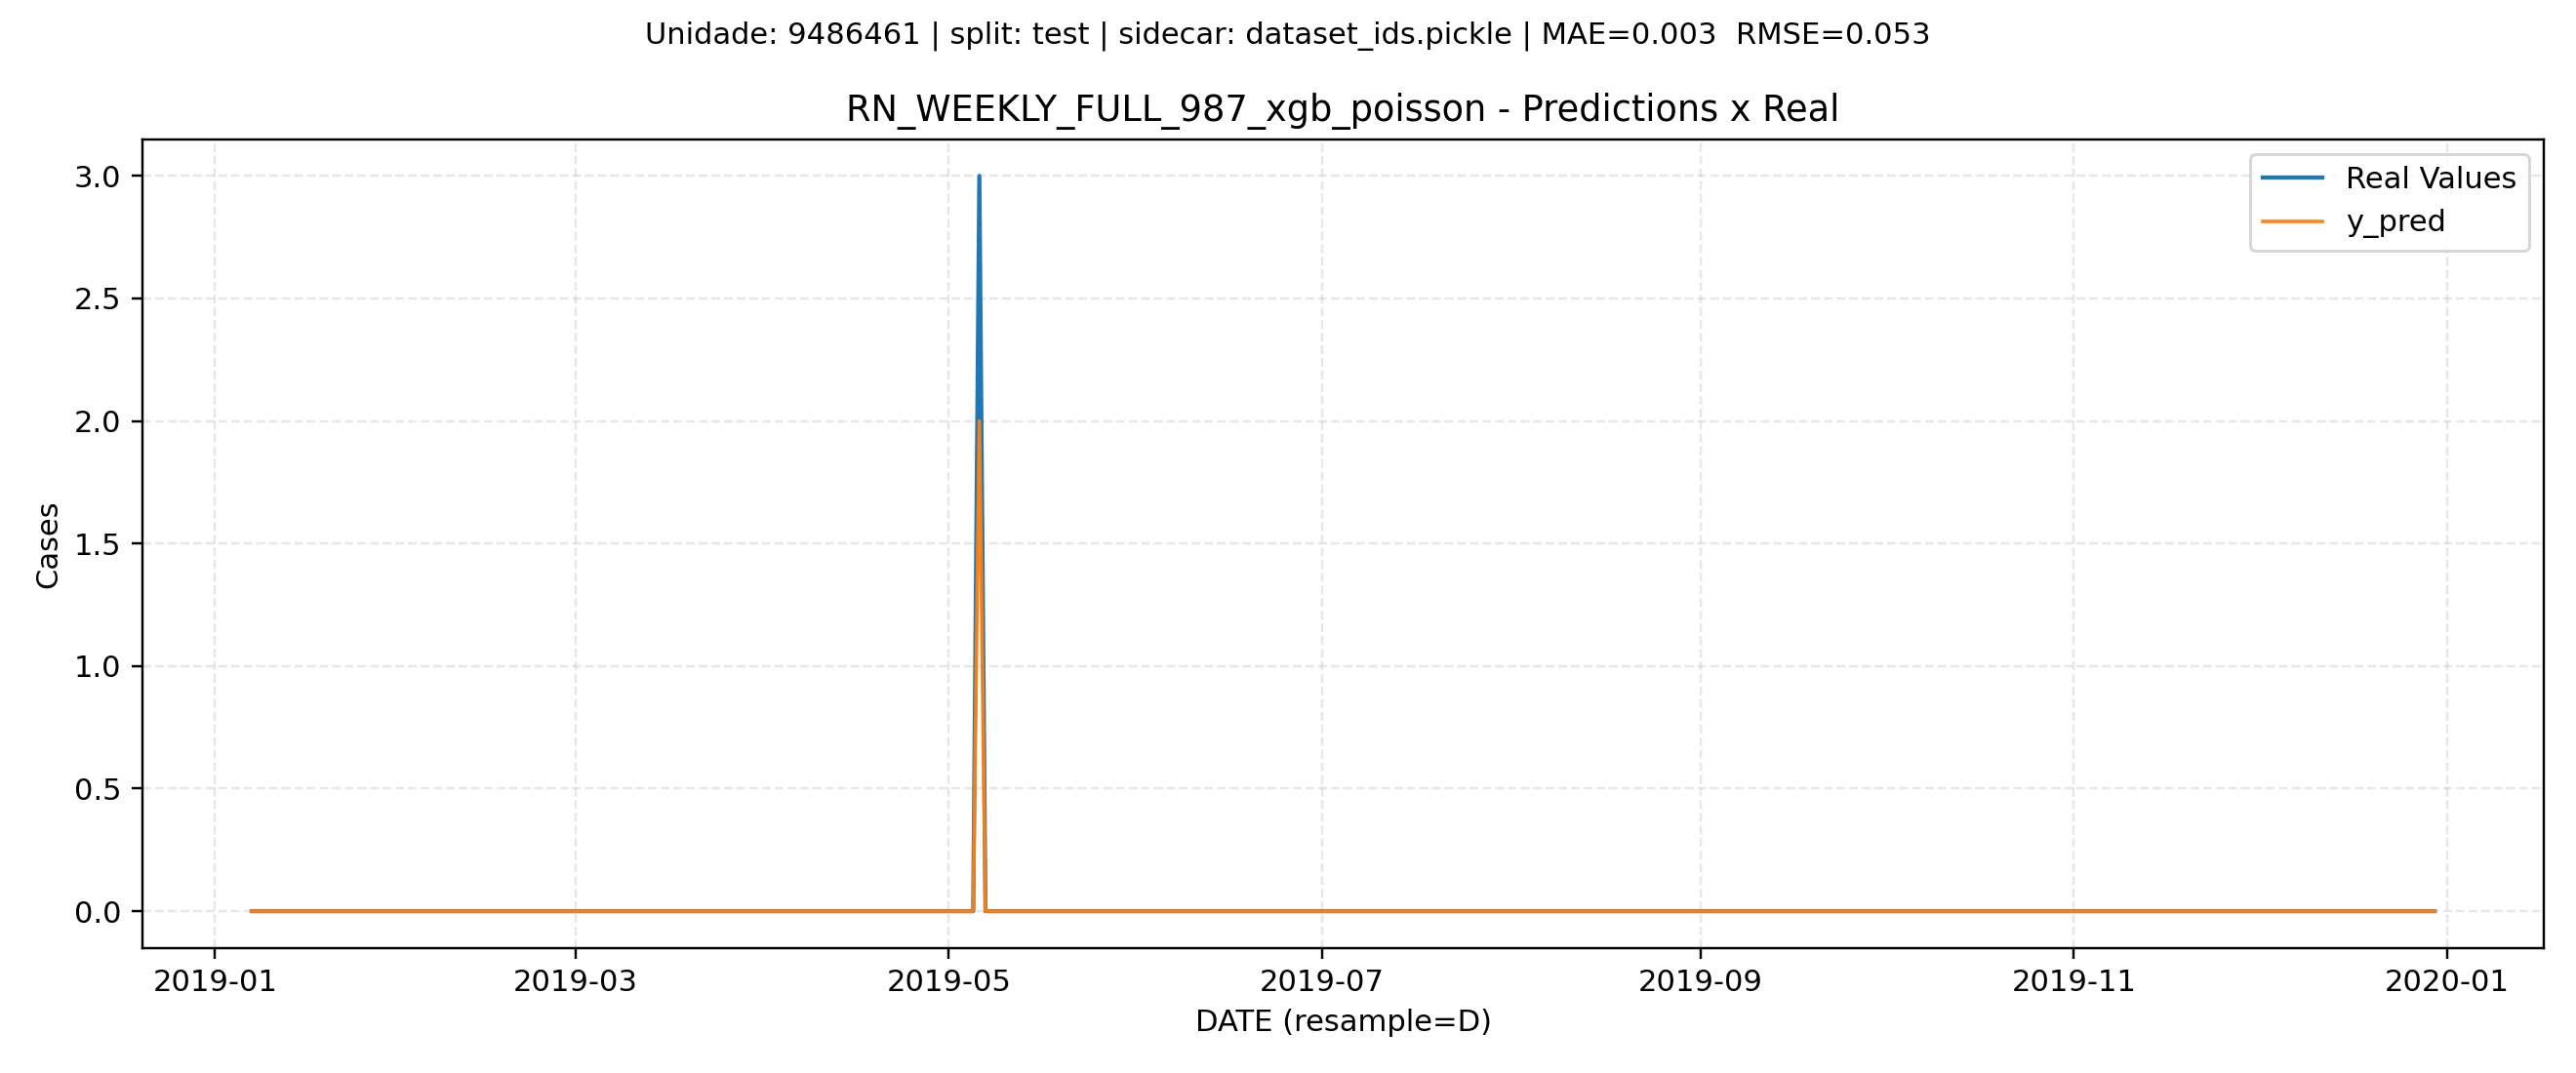 Unidade: 9486461 | split: test | sidecar: dataset_ids.pickle | MAE=0.003  RMSE=0.053
RN_WEEKLY_FULL_987_xgb_poisson - Predictions x Real
Real Values
y_pred
Cases
3.0
2.5
2.0
1.5
1.0
0.5
0.0
2019-01
2019-03
2019-05
2019-07
2019-09
2019-11
2020-01
DATE (resample=D)